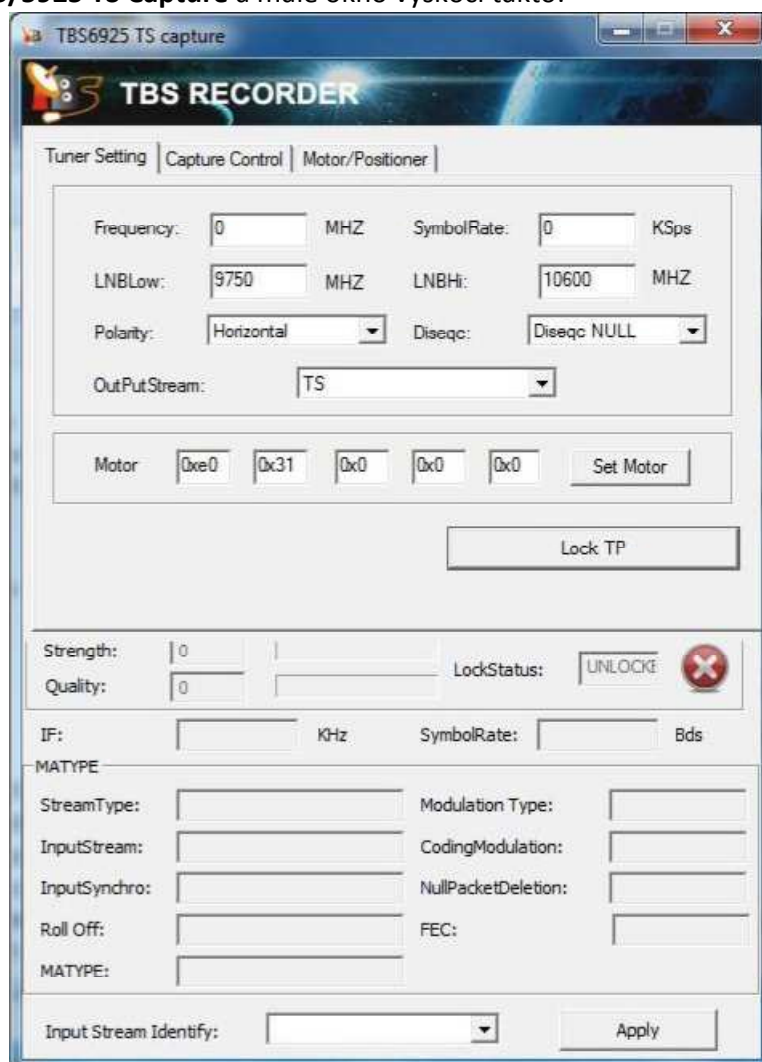 TS Capture a malé okno vyskočí takto:
TBS6925 TS capture
TBS RECORDER
Tuner Setting Capture Control Motor/Positioner
Frequency: 0 MHZ SymbolRate: 0 KSps
LNBLow: 9750 MHZ LNBHi: 10600 MHZ
Polarity: Horizontal Diseqc: Diseqc NULL
OutPutStream: TS
Motor 0xe0 0x31 0x0 0x0 0x0 Set Motor
Lock TP
Strength: 0
LockStatus: UNLOCKE
Quality: 0
IF: KHz SymbolRate: Bds
MATYPE
StreamType: Modulation Type:
InputStream: CodingModulation:
InputSynchro: NullPacketDeletion:
Roll Off: FEC:
MATYPE:
Input Stream Identify: Apply